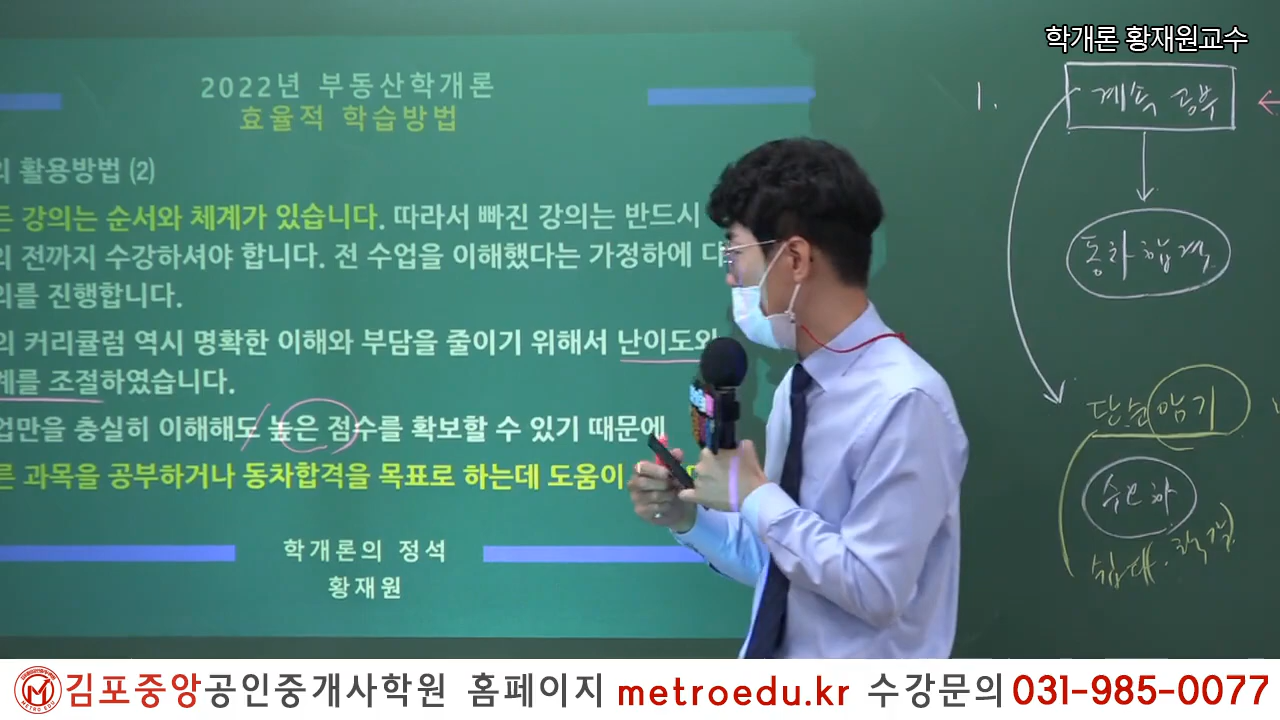 학개론 황재원교수
2022년 부동산학개론
효율적 학습방법
의 활용방법 (2)
든 강의는 순서와 체계가 있습니다. 따라서 빠진 강의는 반드시
의 전까지 수강하셔야 합니다. 전 수업을 이해했다는 가정하에 다
의를 진행합니다.
의 커리큘럼 역시 명확한 이해와 부담을 줄이기 위해서 난이도와
계를 조절하였습니다.
업만을 충실히 이해해도 높은 점수를 확보할 수 있기 때문에
른 과목을 공부하거나 동차합격을 목표로 하는데 도움이
학개론의 정석
황재원
1. 계속 공부
동차합격
단순암기
김포중앙공인중개사학원 홈페이지 metroedu.kr 수강문의 031-985-0077
METRO EDU